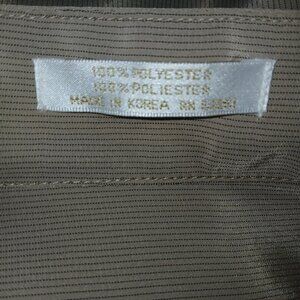 100% POLYESTER
100% POLIESTER
MADE IN KOREA RN